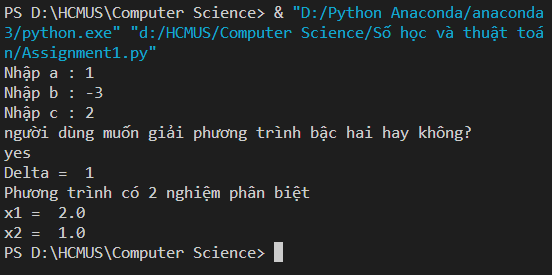 PS D:\HCMUS\Computer Science> & "D:/Python Anaconda/anaconda
3/python.exe" "d:/HCMUS/Computer Science/Số học và thuật toá
n/Assignment1.py"
Nhập a : 1
Nhập b : -3
Nhập c : 2
người dùng muốn giải phương trình bậc hai hay không?
yes
Delta =  1
Phương trình có 2 nghiệm phân biệt
x1 =  2.0
x2 =  1.0
PS D:\HCMUS\Computer Science>